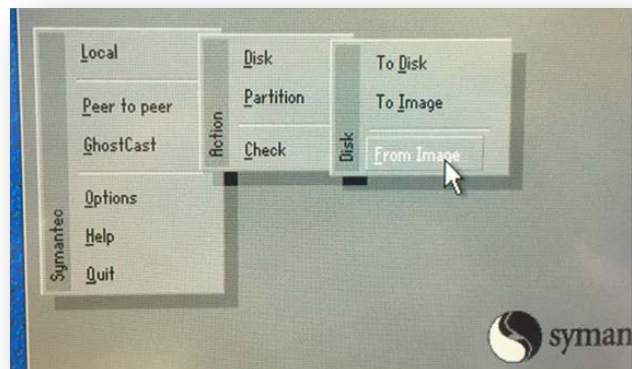 Local
Peer to peer
GhostCast
Options
Help
Quit
Symantec
Disk
Partition
Check
Action
To Disk
To Image
From Image
Disk
syman